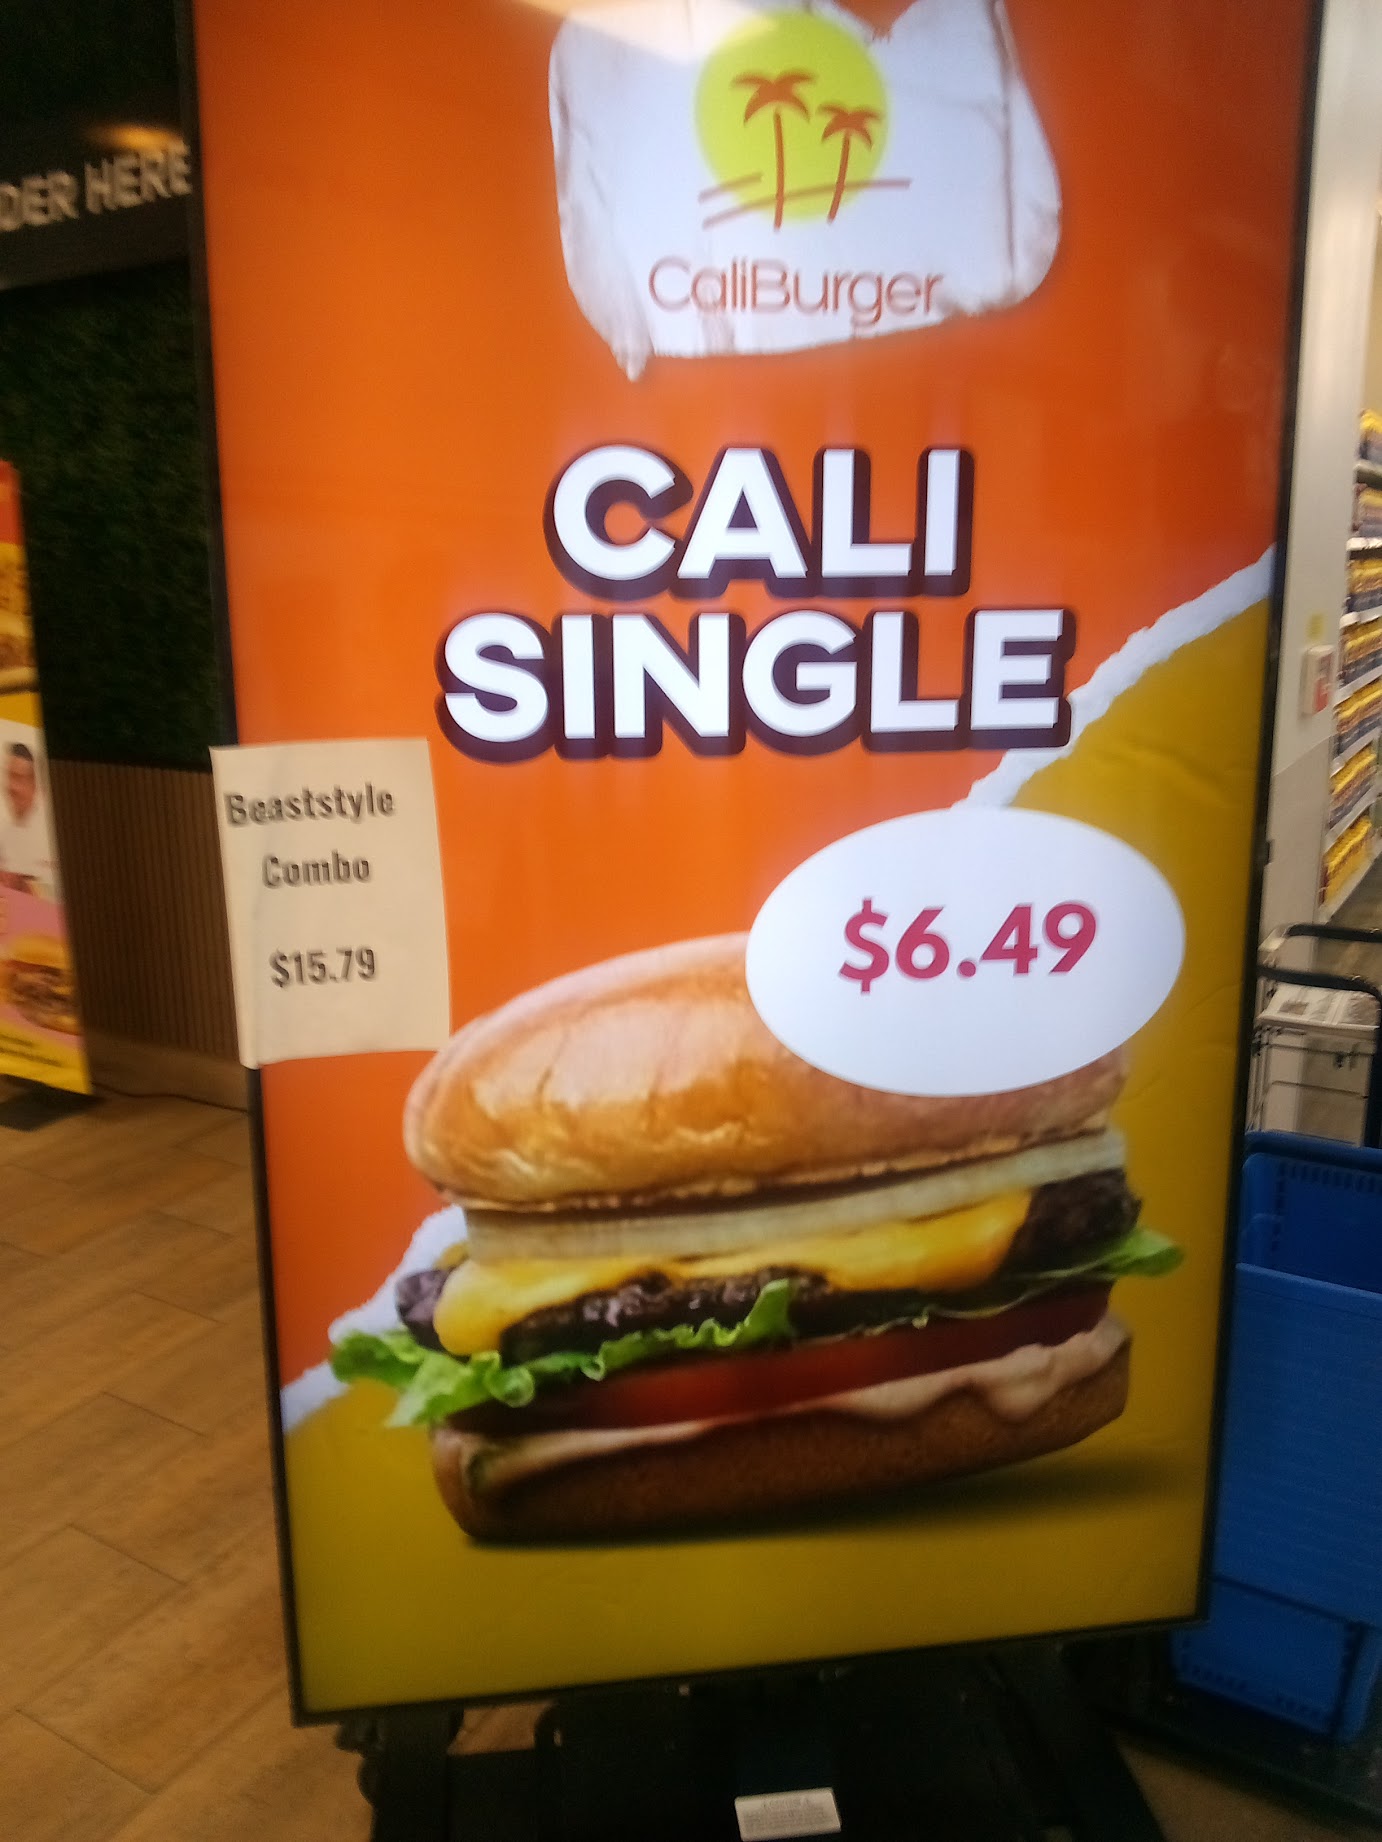 DER HERE
CaliBurger
CALI
SINGLE
Beaststyle
Combo
$15.79
$6.49